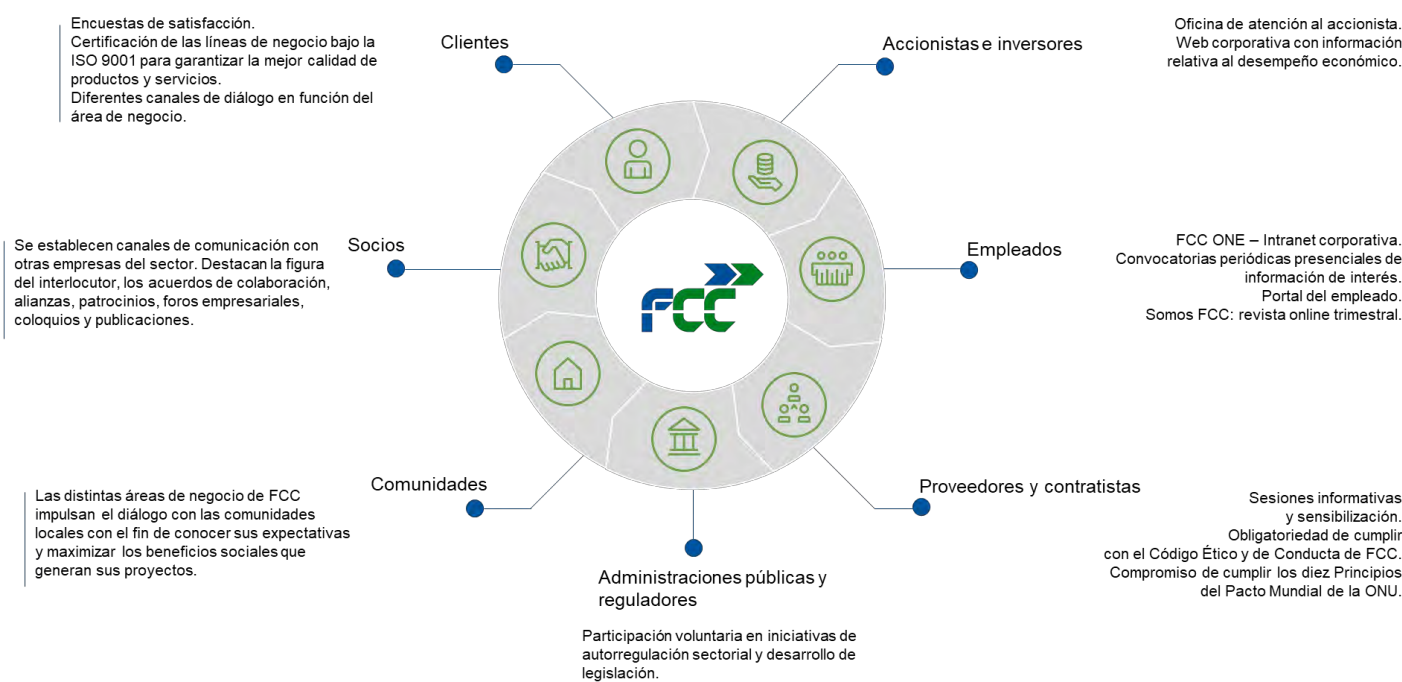 Encuestas de satisfacción.
Certificación de las líneas de negocio bajo la
ISO 9001 para garantizar la mejor calidad de
productos y servicios.
Diferentes canales de diálogo en función del
área de negocio.
Clientes
Accionistas e inversores
Oficina de atención al accionista.
Web corporativa con información
relativa al desempeño económico.
Se establecen canales de comunicación con
otras empresas del sector. Destacan la figura
del interlocutor, los acuerdos de colaboración,
alianzas, patrocinios, foros empresariales,
coloquios y publicaciones.
Socios
FCC
Empleados
FCC ONE – Intranet corporativa.
Convocatorias periódicas presenciales de
información de interés.
Portal del empleado.
Somos FCC: revista online trimestral.
Las distintas áreas de negocio de FCC
impulsan el diálogo con las comunidades
locales con el fin de conocer sus expectativas
y maximizar los beneficios sociales que
generan sus proyectos.
Comunidades
Administraciones públicas y
reguladores
Participación voluntaria en iniciativas de
autorregulación sectorial y desarrollo de
legislación.
Proveedores y contratistas
Sesiones informativas
y sensibilización.
Obligatoriedad de cumplir
con el Código Ético y de Conducta de FCC.
Compromiso de cumplir los diez Principios
del Pacto Mundial de la ONU.